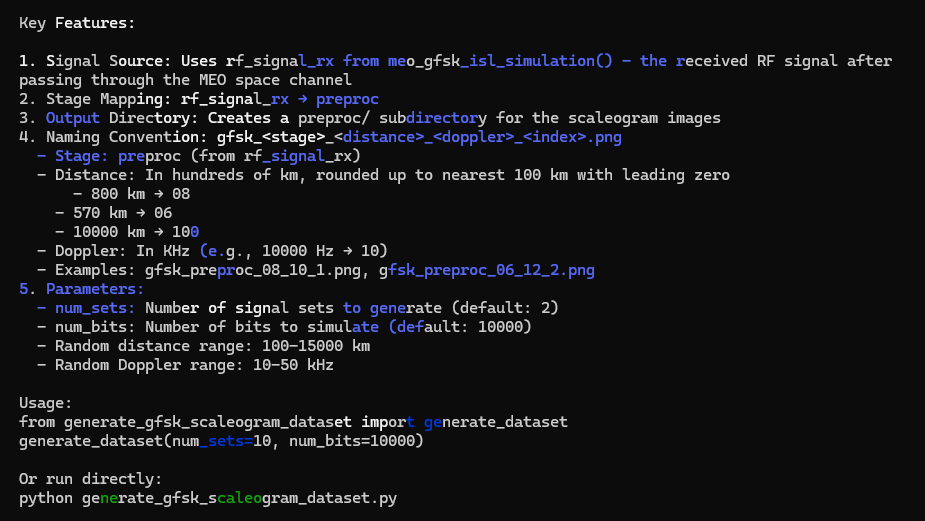 Key Features:
1. Signal Source: Uses rf_signal_rx from meo_gfsk_isl_simulation() - the received RF signal after
passing through the MEO space channel
2. Stage Mapping: rf_signal_rx → preproc
3. Output Directory: Creates a preproc/ subdirectory for the scaleogram images
4. Naming Convention: gfsk_<stage>_<distance>_<doppler>_<index>.png
- Stage: preproc (from rf_signal_rx)
- Distance: In hundreds of km, rounded up to nearest 100 km with leading zero
- 800 km → 08
- 570 km → 06
- 10000 km → 100
- Doppler: In KHz (e.g., 10000 Hz → 10)
- Examples: gfsk_preproc_08_10_1.png, gfsk_preproc_06_12_2.png
5. Parameters:
- num_sets: Number of signal sets to generate (default: 2)
- num_bits: Number of bits to simulate (default: 10000)
- Random distance range: 100-15000 km
- Random Doppler range: 10-50 kHz
Usage:
from generate_gfsk_scaleogram_dataset import generate_dataset
generate_dataset(num_sets=10, num_bits=10000)
Or run directly:
python generate_gfsk_scaleogram_dataset.py